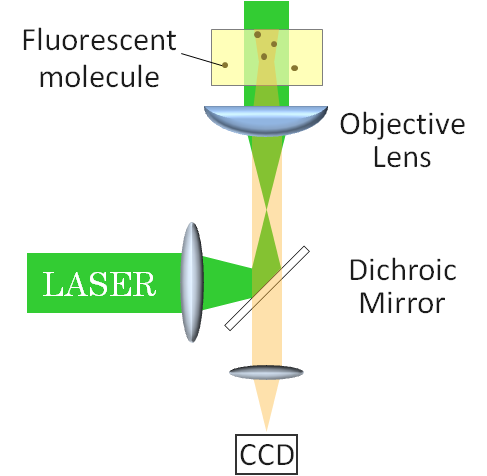 Fluorescent
molecule
Objective
Lens
LASER
Dichroic
Mirror
CCD